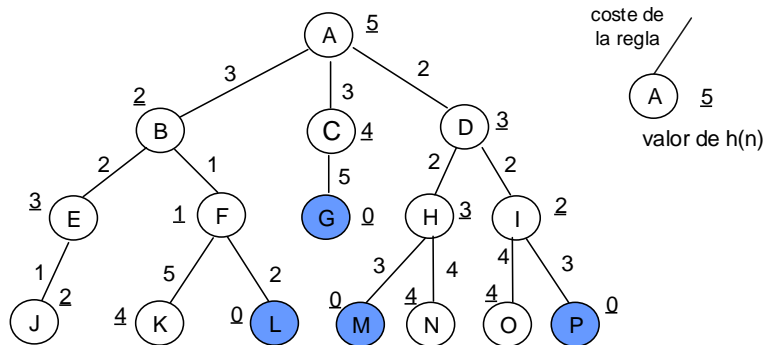 A 5
coste de
la regla
3 3 2
2 B
C 4
D 3
A 5
valor de h(n)
2 1 5 2 2
3 E
1 F
G 0
H 3
I 2
1 5 2 3 4 4 3
J 2
4 K
0 L
0 M
4 N
4 O
P 0